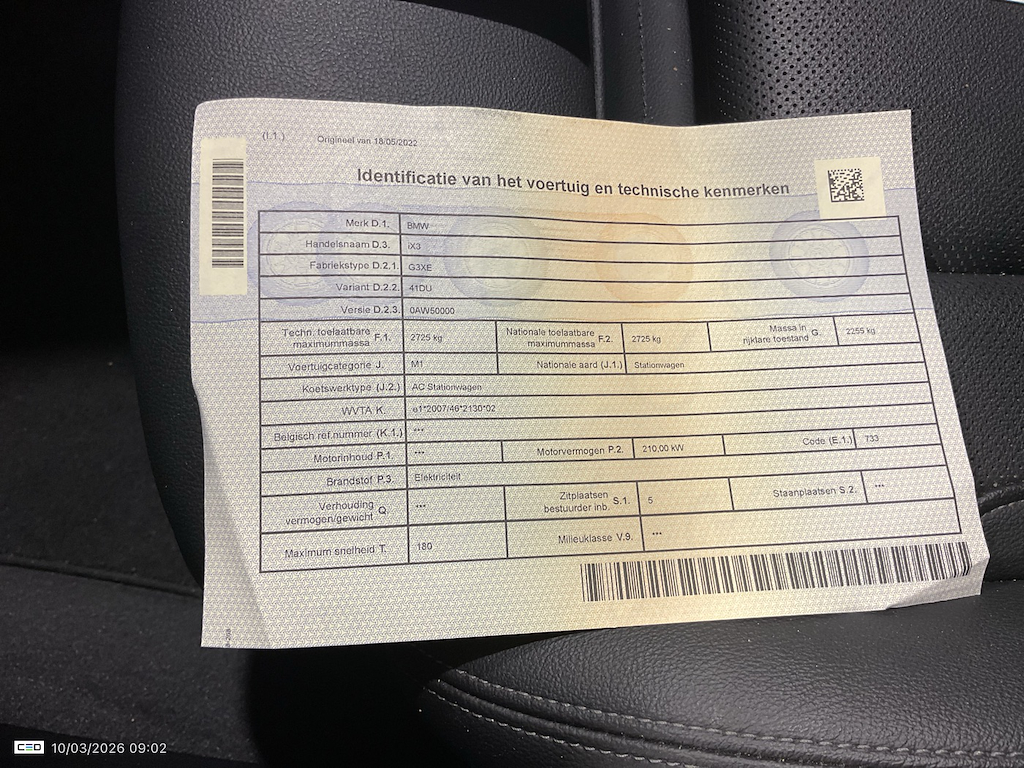 (I.1.) Origineel van 18/05/2022
Identificatie van het voertuig en technische kenmerken
Merk D.1. BMW
Handelsnaam D.3. iX3
Fabriekstype D.2.1. G3XE
Variant D.2.2. 41DU
Versie D.2.3. 0AW50000
Techn. toelaatbare maximummassa F.1. 2725 kg Nationale toelaatbare maximummassa F.2. 2725 kg Massa in rijklare toestand G. 2255 kg
Voertuigcategorie J. M1 Nationale aard (J.1.) Stationwagen
Koetswerktype (J.2.) AC Stationwagen
WVTA K. e1*2007/46*2130*02
Belgisch ref nummer (K.1.) ***
Motorinhoud P.1. *** Motorvermogen P.2. 210,00 kW Code (E.1.) 733
Brandstof P.3. Elektriciteit
Verhouding vermogen/gewicht Q. *** Zitplaatsen bestuurder inb. S.1. 5 Staanplaatsen S.2. ***
Maximum snelheid T. 180 Milieuklasse V.9. ***
CEO 10/03/2026 09:02